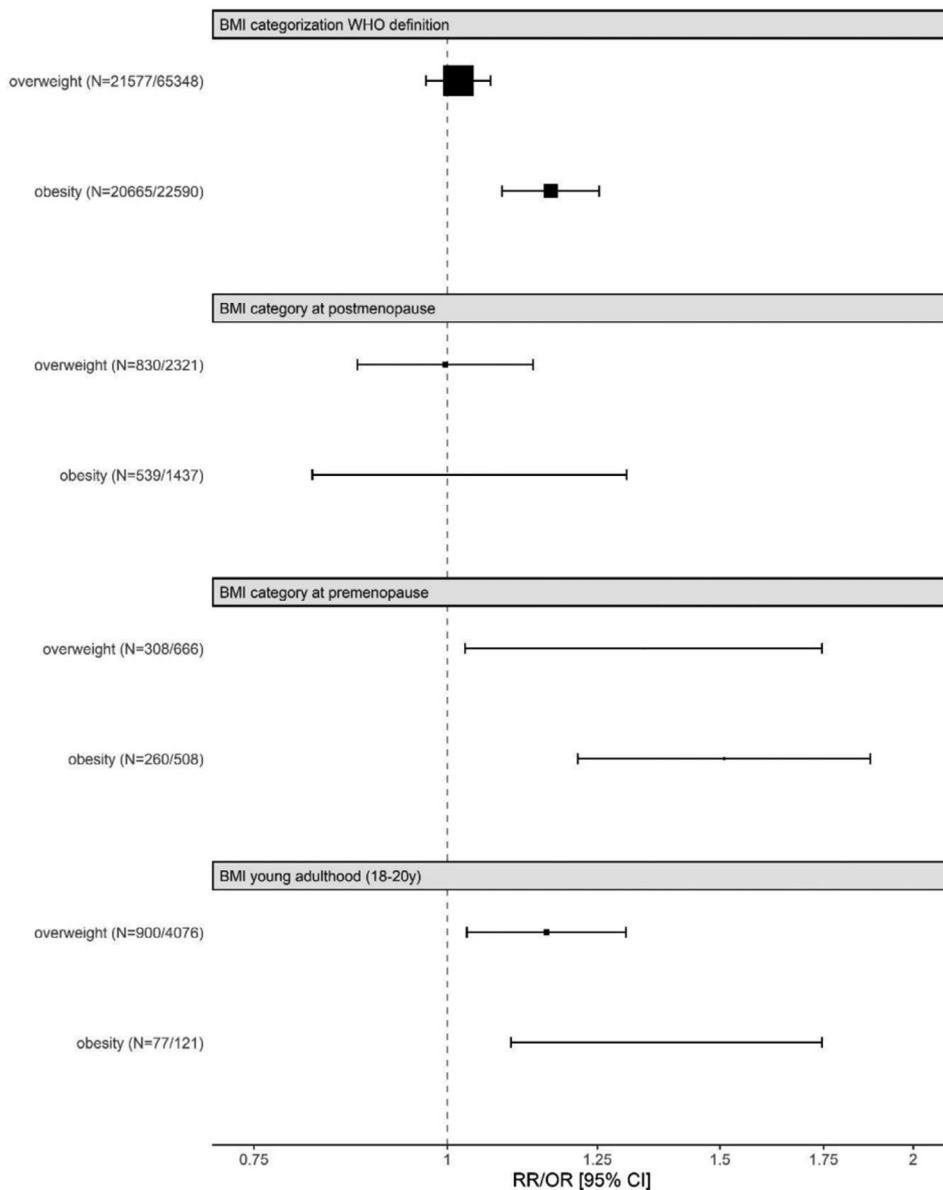 BMI categorization WHO definition
overweight (N=21577/65348)
obesity (N=20665/22590)
BMI category at postmenopause
overweight (N=830/2321)
obesity (N=539/1437)
BMI category at premenopause
overweight (N=308/666)
obesity (N=260/508)
BMI young adulthood (18-20y)
overweight (N=900/4076)
obesity (N=77/121)
0.75 1 1.25 1.5 1.75 2
RR/OR [95% CI]